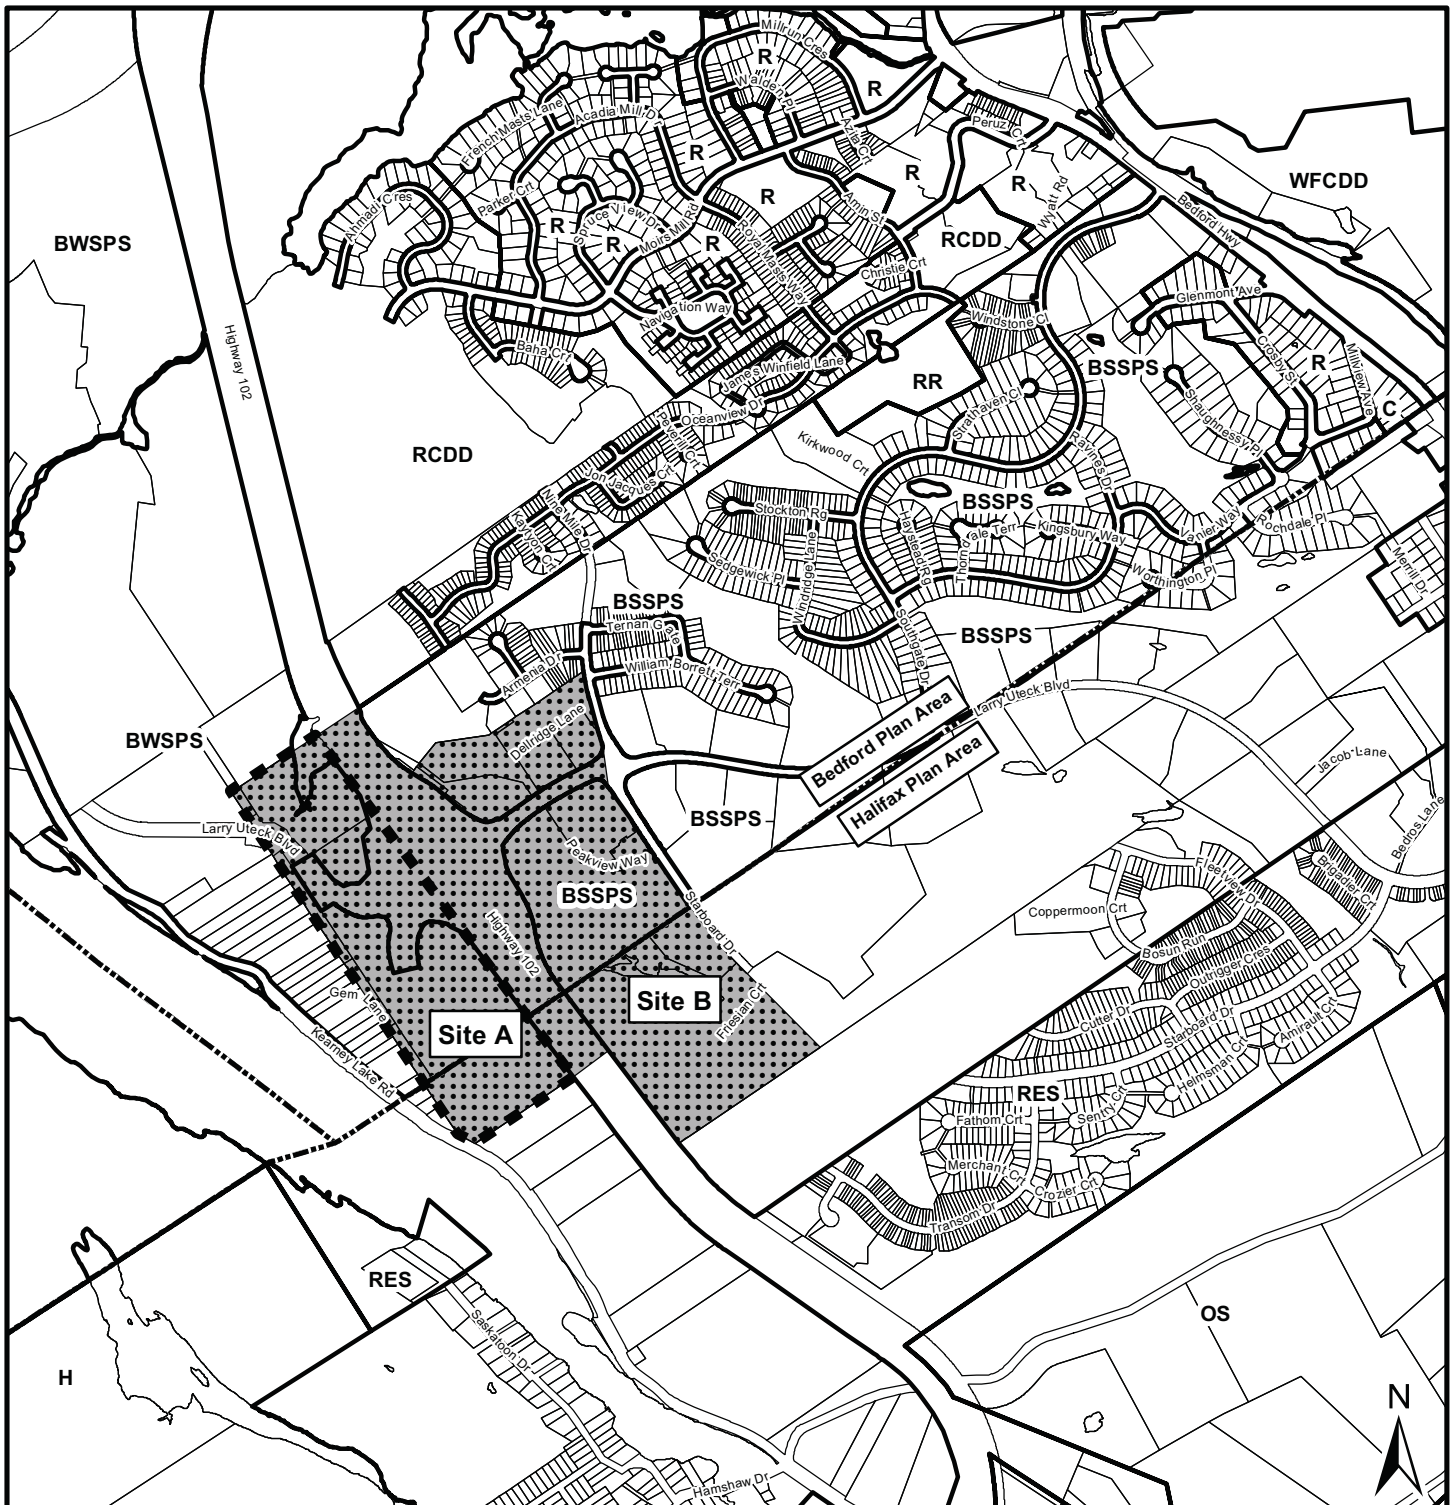 Millrun Cres
R
Walden Pl
R
French Masts Lane
Acadia Mill Dr
Azita Crt
Peruz Crt
R
R
R
R
WFCDD
Ahmadi Cres
Parker Crt
Spruce View Dr
R
R
Moirs Mill Rd
R
Royal Masts Way
Amin St
Wyatt Rd
Bedford Hwy
BWSPS
RCDD
Christie Crt
Glenmont Ave
Navigation Way
Windstone Cl
Highway 102
Baha Crt
James Winfield Lane
RR
BSSPS
Crosby St
R
Millview Ave
C
Strathaven Cl
Shaughnessy Pl
Oceanview Dr
Peverill Crt
Kirkwood Crt
Ravines Dr
RCDD
Jon Jacques Crt
Nine Mile Dr
Katryon Crt
Stockton Rg
BSSPS
Haystead Rg
Thorndale Terr
Kingsbury Way
Vanier Way
Rochdale Pl
Sedgewick Pl
Windridge Lane
Worthington Pl
Merrill Dr
BSSPS
Ternan Gate
Southgate Dr
BSSPS
Armenia Dr
William Borrett Terr
Larry Uteck Blvd
Bedford Plan Area
Halifax Plan Area
BWSPS
Dellridge Lane
Jacob Lane
Larry Uteck Blvd
BSSPS
Bedros Lane
Peakview Way
BSSPS
Starboard Dr
Fleetview Dr
Brigadier Crt
Coppermoon Crt
Bosun Run
Highway 102
Outrigger Cres
Gem Lane
Site A
Site B
Friesian Crt
Cutter Dr
Starboard Dr
Amirault Crt
Kearney Lake Rd
Helmsman Crt
RES
Fathom Crt
Sentry Crt
Merchant Crt
Crozier Crt
Transom Dr
RES
Saskatoon Dr
OS
H
N
Hamshaw Dr